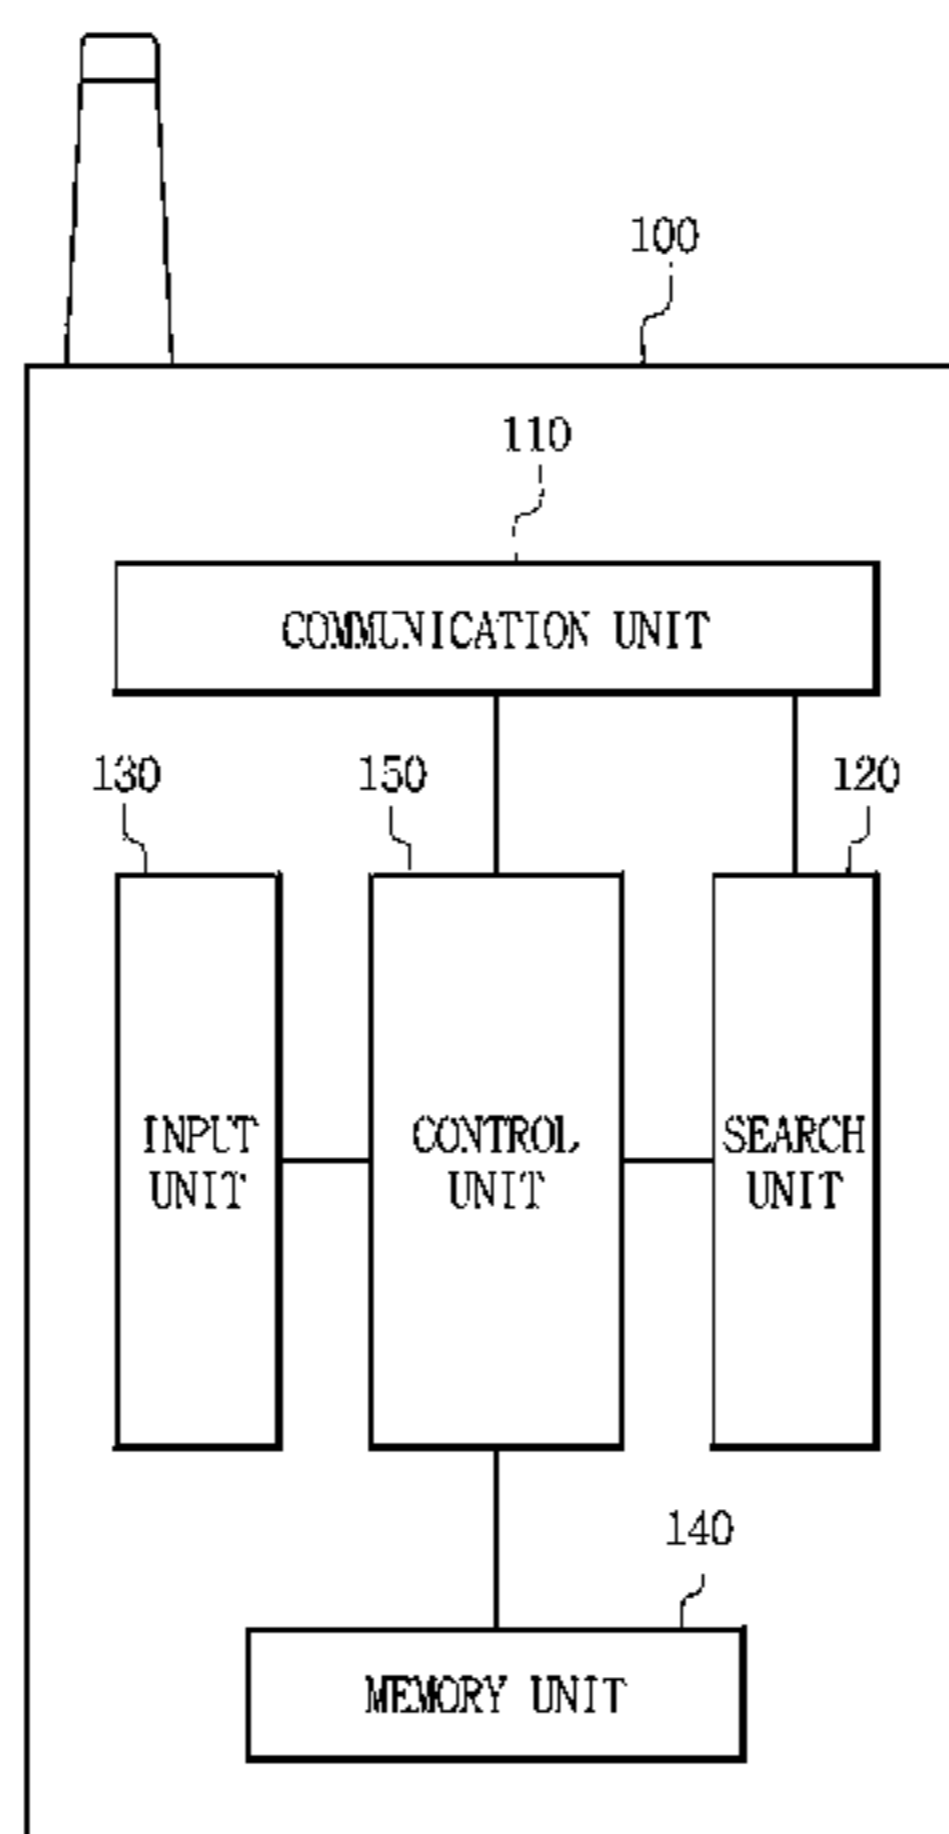 100
110
COMMUNICATION UNIT
130
150
120
INPUT
UNIT
CONTROL
UNIT
SEARCH
UNIT
140
MEMORY UNIT